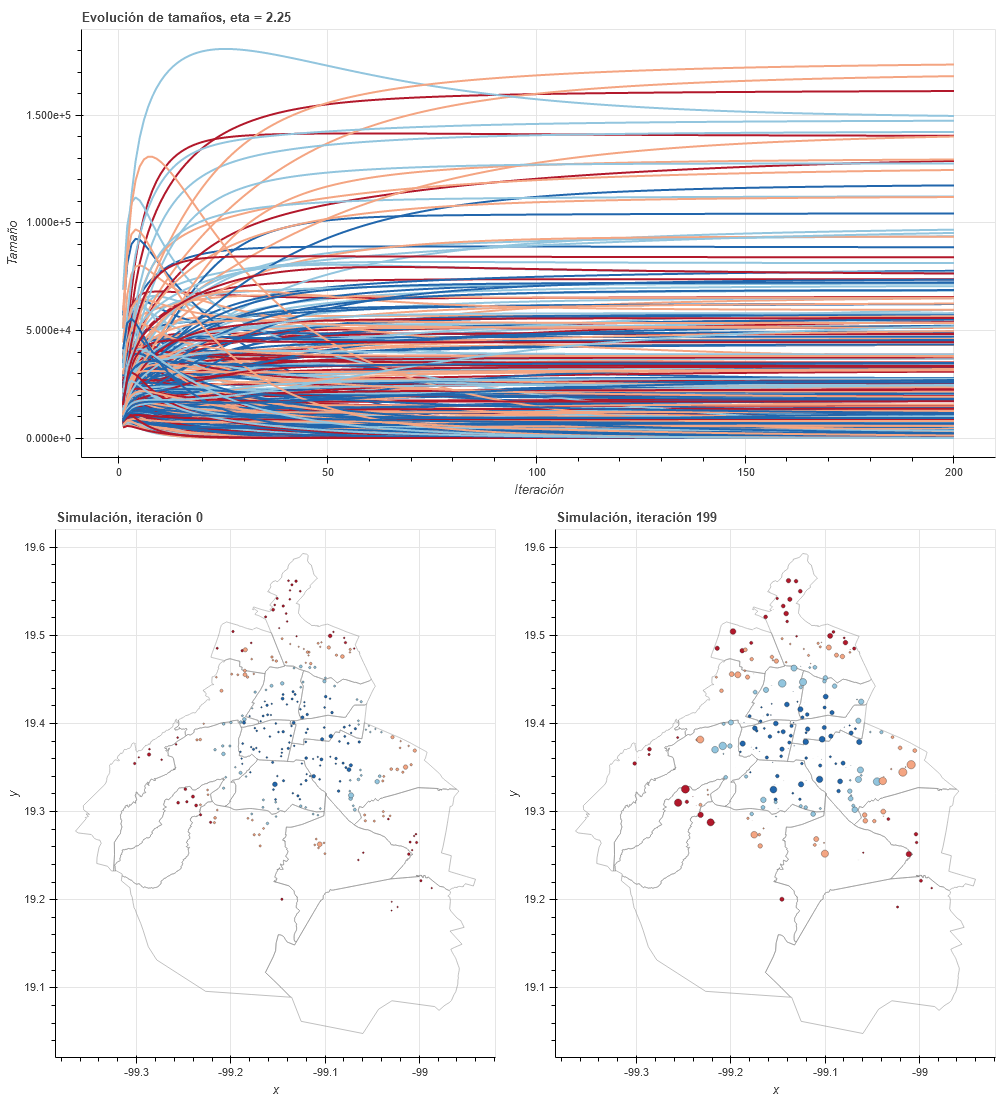 Evolución de tamaños, eta = 2.25
1.500e+5
1.000e+5
5.000e+4
0.000e+0
Tamaño
0 50 100 150 200
Iteración
Simulación, iteración 0
19.6
19.5
19.4
19.3
19.2
19.1
y
-99.3 -99.2 -99.1 -99
x
Simulación, iteración 199
19.6
19.5
19.4
19.3
19.2
19.1
y
-99.3 -99.2 -99.1 -99
x